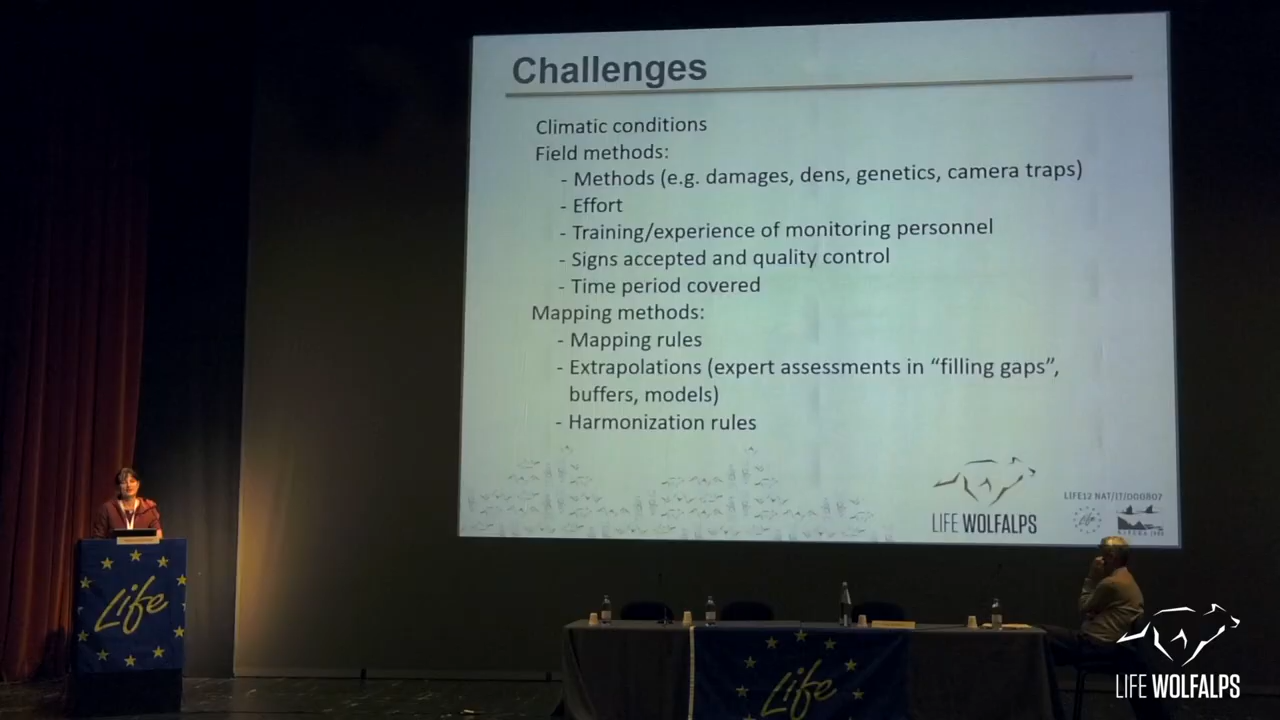 Challenges
Climatic conditions
Field methods:
- Methods (e.g. damages, dens, genetics, camera traps)
- Effort
- Training/experience of monitoring personnel
- Signs accepted and quality control
- Time period covered
Mapping methods:
- Mapping rules
- Extrapolations (expert assessments in “filling gaps”,
buffers, models)
- Harmonization rules
LIFE WOLFALPS
LIFE12 NAT/IT/000807
Life
Life
LIFE WOLFALPS